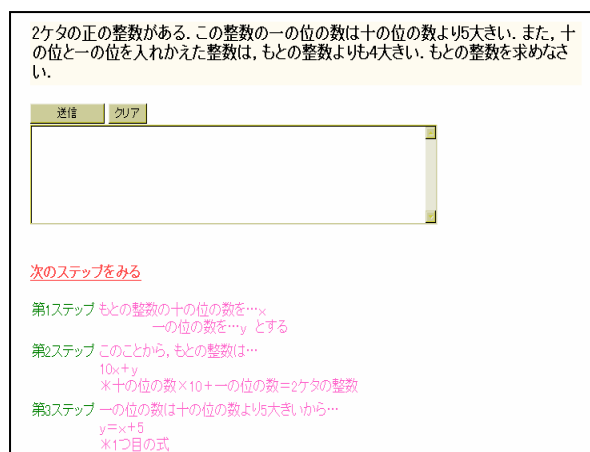 2ケタの正の整数がある. この整数の一の位の数は十の位の数より5大きい. また, 十
の位と一の位を入れかえた整数は, もとの整数よりも4大きい. もとの整数を求めなさ
い.
送信 クリア
次のステップをみる
第1ステップ もとの整数の十の位の数を…x
一の位の数を…y とする
第2ステップ このことから, もとの整数は…
10x+y
※十の位の数×10+一の位の数=2ケタの整数
第3ステップ 一の位の数は十の位の数より5大きいから…
y=x+5
※1つ目の式